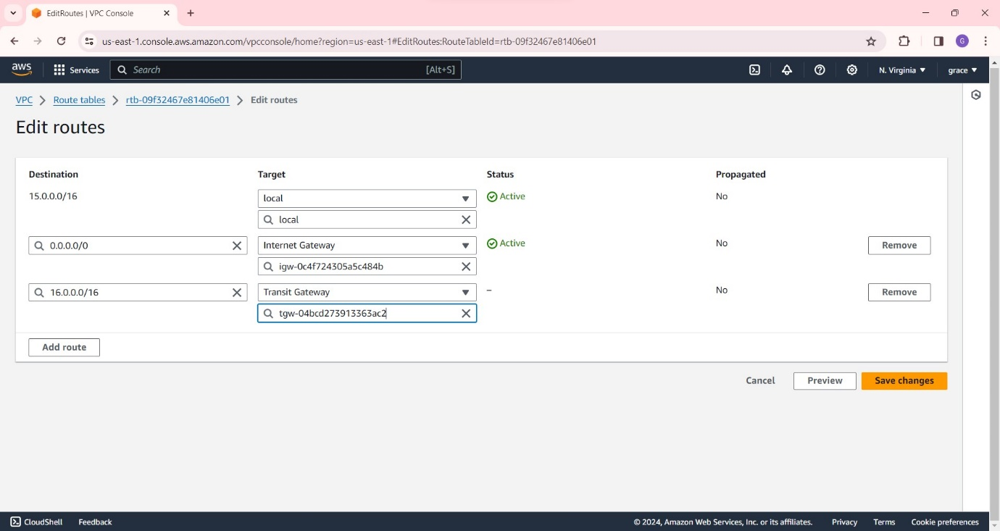 EditRoutes | VPC Console
us-east-1.console.aws.amazon.com/vpcconsole/home?region=us-east-1#EditRoutes:RouteTableId=rtb-09f32467e81406e01
G
aws
Services
Search
[Alt+S]
N. Virginia
grace
VPC
Route tables
rtb-09f32467e81406e01
Edit routes
Edit routes
Destination
Target
Status
Propagated
15.0.0.0/16
local
Active
No
local
0.0.0.0/0
Internet Gateway
Active
No
Remove
igw-0c4f724305a5c484b
16.0.0.0/16
Transit Gateway
–
No
Remove
tgw-04bcd273913363ac2
Add route
Cancel
Preview
Save changes
CloudShell
Feedback
© 2024, Amazon Web Services, Inc. or its affiliates.
Privacy
Terms
Cookie preferences